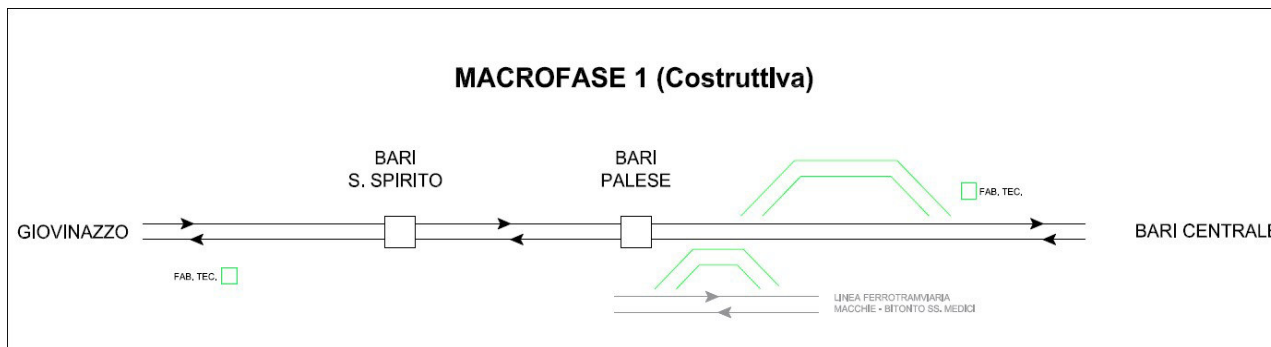 MACROFASE 1 (Costruttiva)
BARI
S. SPIRITO
BARI
PALESE
FAB. TEC.
GIOVINAZZO
BARI CENTRALE
FAB. TEC.
LINEA FERROTRAMVIARIA
MACCHIE - BITONTO SS. MEDICI